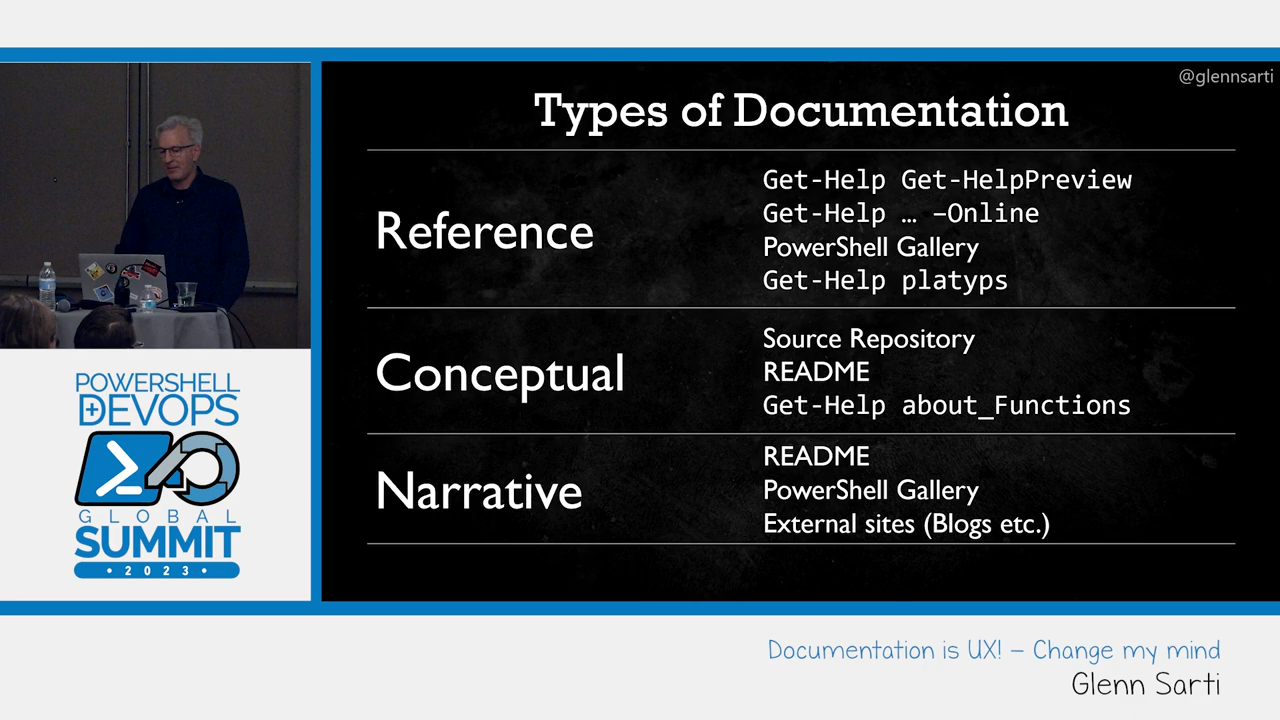 @glennsarti
Types of Documentation
Reference
Get-Help Get-HelpPreview
Get-Help … –Online
PowerShell Gallery
Get-Help platyps
Conceptual
Source Repository
README
Get-Help about_Functions
Narrative
README
PowerShell Gallery
External sites (Blogs etc.)
POWERSHELL
+DEVOPS
GLOBAL
SUMMIT
• 2023 •
Documentation is UX! – Change my mind
Glenn Sarti